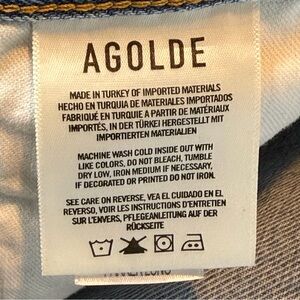 AGOLDE
MADE IN TURKEY OF IMPORTED MATERIALS
HECHO EN TURQUIA DE MATERIALES IMPORTADOS
FABRIQUÉ EN TURQUIE A PARTIR DE MATÉRIAUX
IMPORTÉS, IN DER TÜRKEI HERGESTELLT MIT
IMPORTIERTEN MATERIALIEN
MACHINE WASH COLD INSIDE OUT WITH
LIKE COLORS, DO NOT BLEACH, TUMBLE
DRY LOW, IRON MEDIUM IF NECESSARY,
IF DECORATED OR PRINTED DO NOT IRON.
SEE CARE ON REVERSE, VEA EL CUIDADO EN EL
REVERSO, VOIR LES INSTRUCTIONS D'ENTRETIEN
SUR L'ENVERS, PFLEGEANLEITUNG AUF DER
RÜCKSEITE